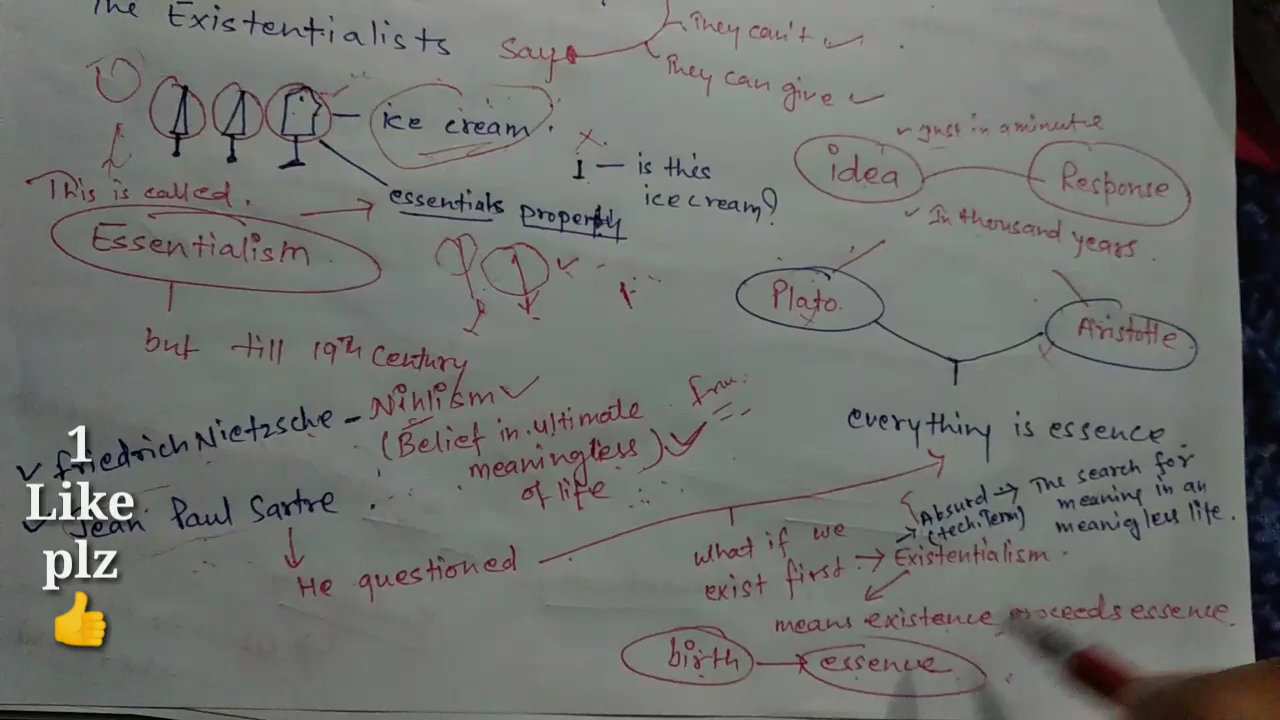 The Existentialists
Say
They can't
They can give
ice cream.
I — is this
ice cream?
essentials property
This is called.
Essentialism
idea
Response
Just in a minute
In thousand years.
Plato.
Aristotle
everything is essence.
but till 19th Century
Friedrich Nietzsche - Nihlism
(Belief in ultimate
meaningless)
of life
Jean Paul Sartre
He questioned
what if we
exist first → Existentialism
Absurd → The search for
(tech. Term) meaning in an
meanigless life.
means existence proceeds essence.
birth → essence
1
Like
plz